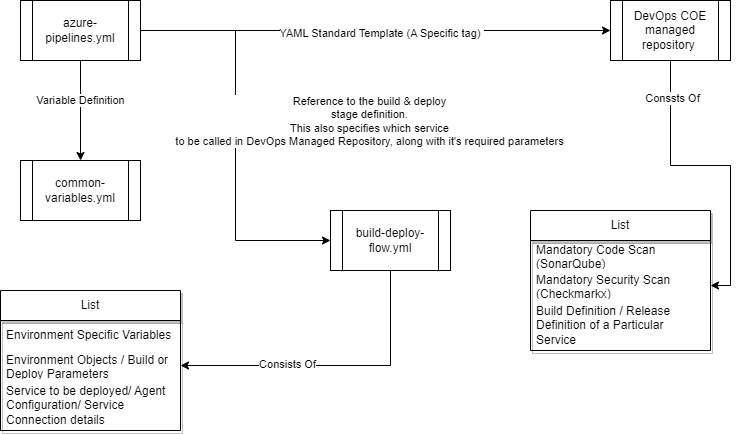 azure-
pipelines.yml
YAML Standard Template (A Specific tag)
DevOps COE
managed
repository
Variable Definition
Reference to the build & deploy
stage definition.
This also specifies which service
to be called in DevOps Managed Repository, along with it's required parameters
Conssts Of
common-
variables.yml
build-deploy-
flow.yml
List
Mandatory Code Scan
(SonarQube)
Mandatory Security Scan
(Checkmarkx)
Build Definition / Release
Definition of a Particular
Service
List
Environment Specific Variables
Environment Objects / Build or
Deploy Parameters
Service to be deployed/ Agent
Configuration/ Service
Connection details
Consists Of